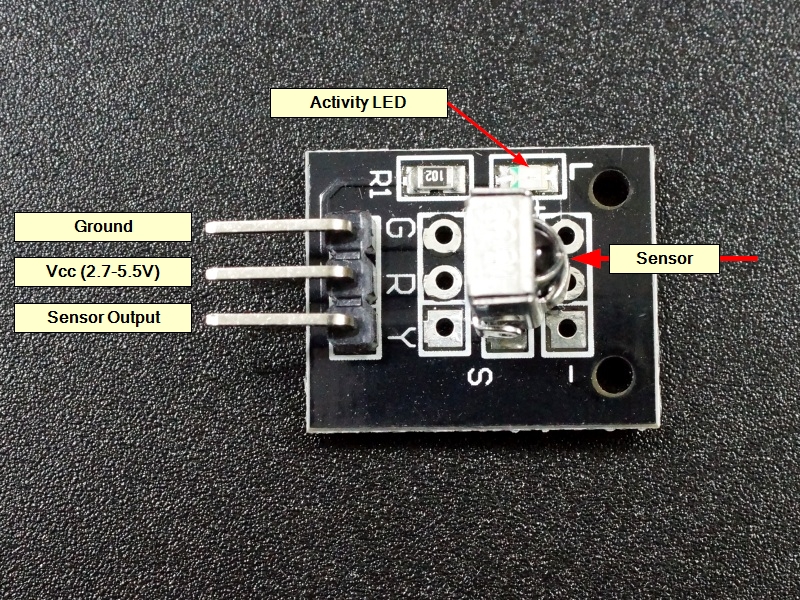 Activity LED
R1
102
L
Ground
G
Vcc (2.7-5.5V)
R
Sensor
Sensor Output
Y
S
-